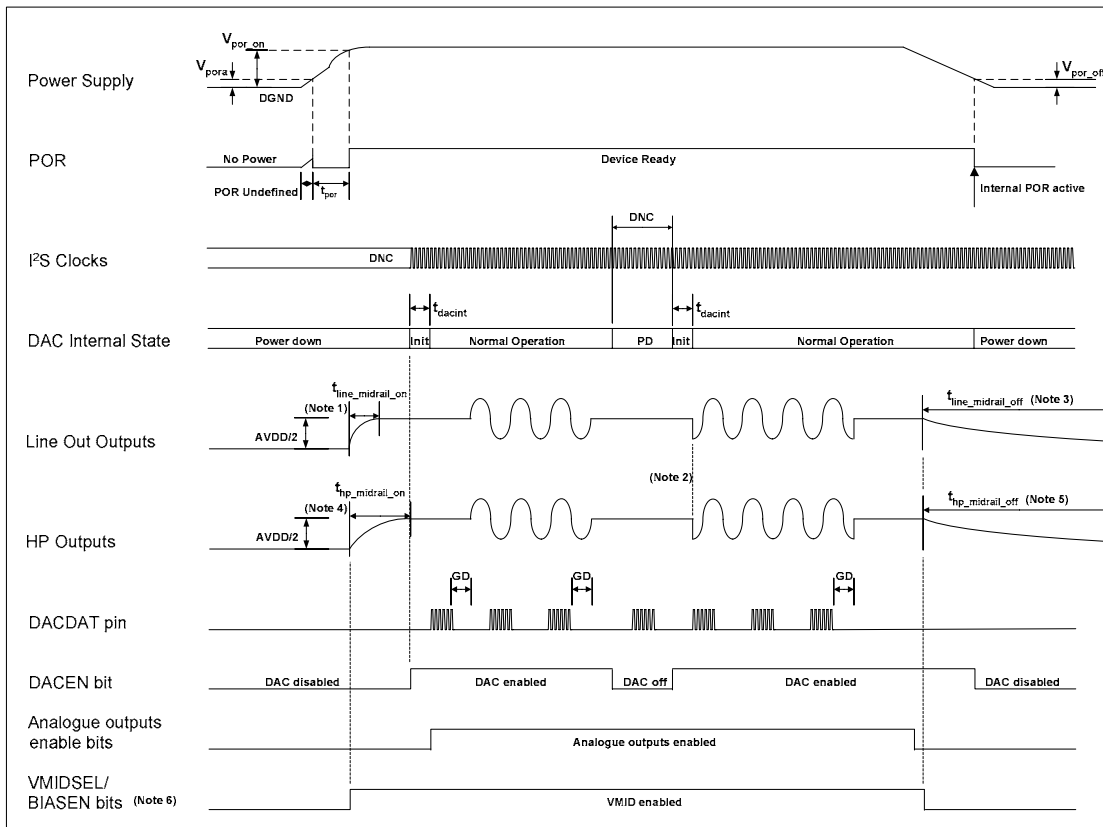 V por_on
V pora
V por_off
Power Supply
DGND
POR
No Power
Device Ready
POR Undefined
t por
Internal POR active
DNC
I²S Clocks
DNC
t dacint
t dacint
DAC Internal State
Power down
Init
Normal Operation
PD
Init
Normal Operation
Power down
t line_midrail_on
(Note 1)
t line_midrail_off (Note 3)
Line Out Outputs
AVDD/2
(Note 2)
t hp_midrail_on
(Note 4)
t hp_midrail_off (Note 5)
HP Outputs
AVDD/2
GD
GD
GD
DACDAT pin
DACEN bit
DAC disabled
DAC enabled
DAC off
DAC enabled
DAC disabled
Analogue outputs
enable bits
Analogue outputs enabled
VMIDSEL/
BIASEN bits (Note 6)
VMID enabled